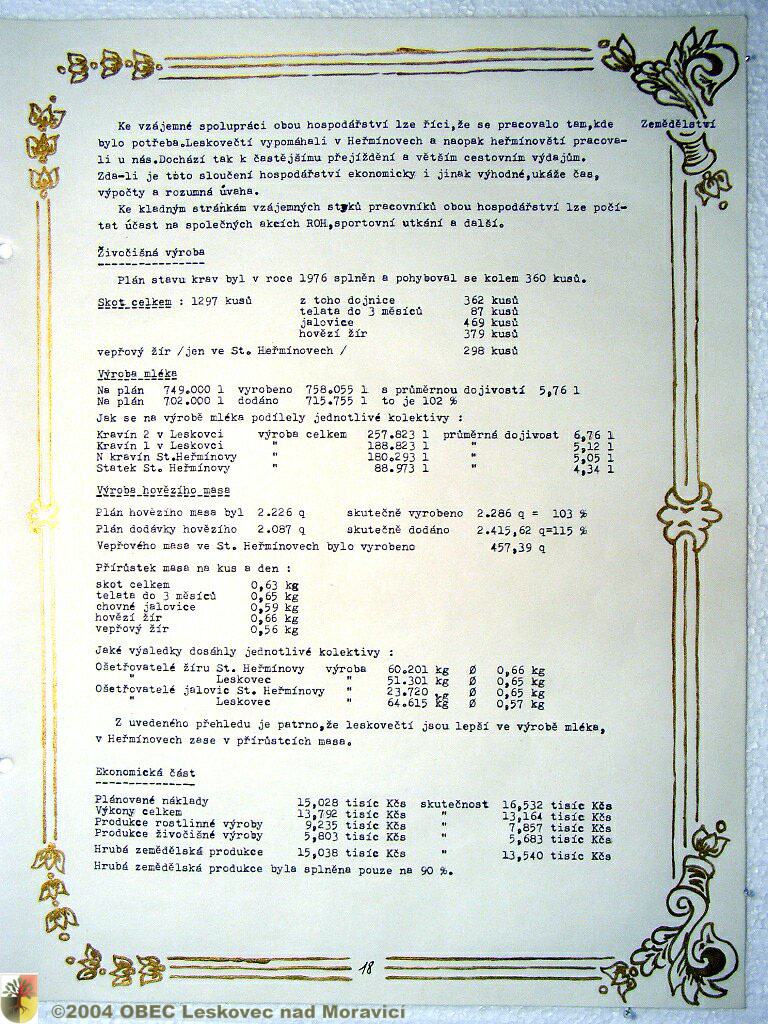 Ke vzájemné spolupráci obou hospodářství lze říci,že se pracovalo tam,kde
Zemědělství
bylo potřeba.Leskovečtí vypomáhali v Heřmínovech a naopak heřmínovští pracova-
li u nás.Dochází tak k častějšímu přejíždění a větším cestovním výdajům.
Zda-li je toto sloučení hospodářství ekonomicky i jinak výhodné,ukáže čas,
výpočty a rozumná úvaha.
Ke kladným stránkám vzájemných styků pracovníků obou hospodářství lze počí-
tat účast na společných akcích ROH,sportovní utkání a další.
Živočišná výroba
Plán stavu krav byl v roce 1976 splněn a pohyboval se kolem 360 kusů.
Skot celkem : 1297 kusů z toho dojnice 362 kusů
telata do 3 měsíců 87 kusů
jalovice 469 kusů
hovězí žír 379 kusů
vepřový žír /jen ve St. Heřmínovech / 298 kusů
Výroba mléka
Na plán 749.000 l vyrobeno 758.055 l s průměrnou dojivostí 5,76 l
Na plán 702.000 l dodáno 715.755 l to je 102 %
Jak se na výrobě mléka podílely jednotlivé kolektivy :
Kravín 2 v Leskovci výroba celkem 257.823 l průměrná dojivost 6,76 l
Kravín 1 v Leskovci " 188.823 l " 5,12 l
N kravín St.Heřmínovy " 180.293 l " 5,05 l
Statek St. Heřmínovy " 88.973 l " 4,34 l
Výroba hovězího masa
Plán hovězího masa byl 2.226 q skutečně vyrobeno 2.286 q = 103 %
Plán dodávky hovězího 2.087 q skutečně dodáno 2.415,62 q=115 %
Vepřového masa ve St. Heřmínovech bylo vyrobeno 457,39 q
Přírůstek masa na kus a den :
skot celkem 0,63 kg
telata do 3 měsíců 0,65 kg
chovné jalovice 0,59 kg
hovězí žír 0,66 kg
vepřový žír 0,56 kg
Jaké výsledky dosáhly jednotlivé kolektivy :
Ošetřovatelé žíru St. Heřmínovy výroba 60.201 kg Ø 0,66 kg
" Leskovec " 51.301 kg Ø 0,65 kg
Ošetřovatelé jalovic St. Heřmínovy " 23.720 kg Ø 0,65 kg
" Leskovec " 64.615 kg Ø 0,57 kg
Z uvedeného přehledu je patrno,že leskovečtí jsou lepší ve výrobě mléka,
v Heřmínovech zase v přírůstcích masa.
Ekonomická část
Plánované náklady 15,028 tisíc Kčs skutečnost 16,532 tisíc Kčs
Výkony celkem 13,792 tisíc Kčs " 13,164 tisíc Kčs
Produkce rostlinné výroby 9,235 tisíc Kčs " 7,857 tisíc Kčs
Produkce živočišné výroby 5,803 tisíc Kčs " 5,683 tisíc Kčs
Hrubá zemědělská produkce 15,038 tisíc Kčs " 13,540 tisíc Kčs
Hrubá zemědělská produkce byla splněna pouze na 90 %.
18
©2004 OBEC Leskovec nad Moravicí